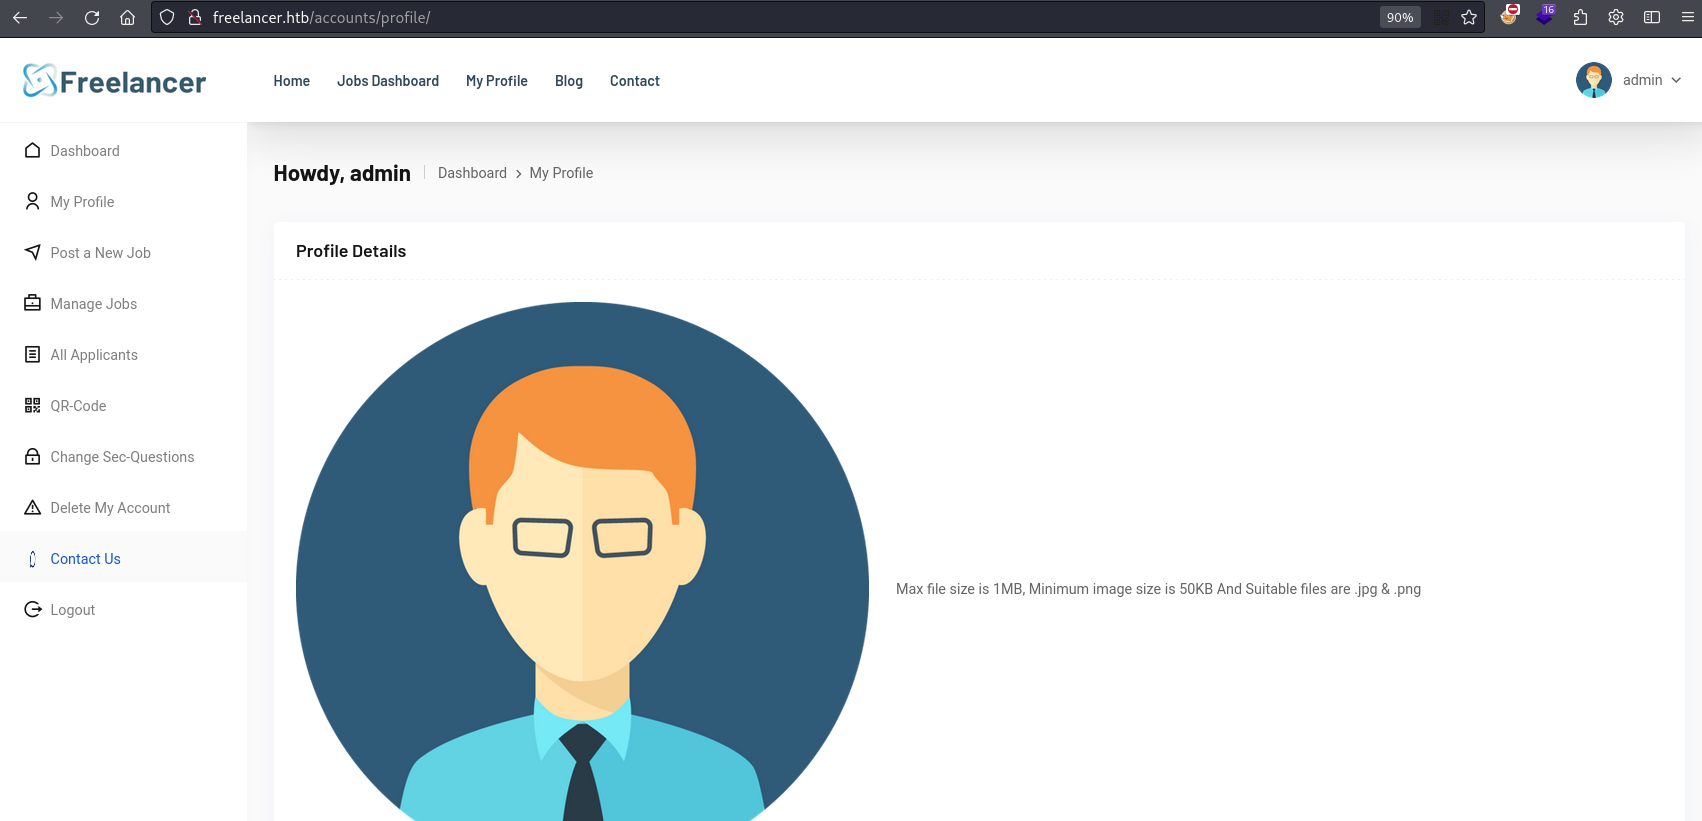 freelancer.htb/accounts/profile/
90%
16
Freelancer
Home
Jobs Dashboard
My Profile
Blog
Contact
admin
Dashboard
My Profile
Post a New Job
Manage Jobs
All Applicants
QR-Code
Change Sec-Questions
Delete My Account
Contact Us
Logout
Howdy, admin
Dashboard > My Profile
Profile Details
Max file size is 1MB, Minimum image size is 50KB And Suitable files are .jpg & .png